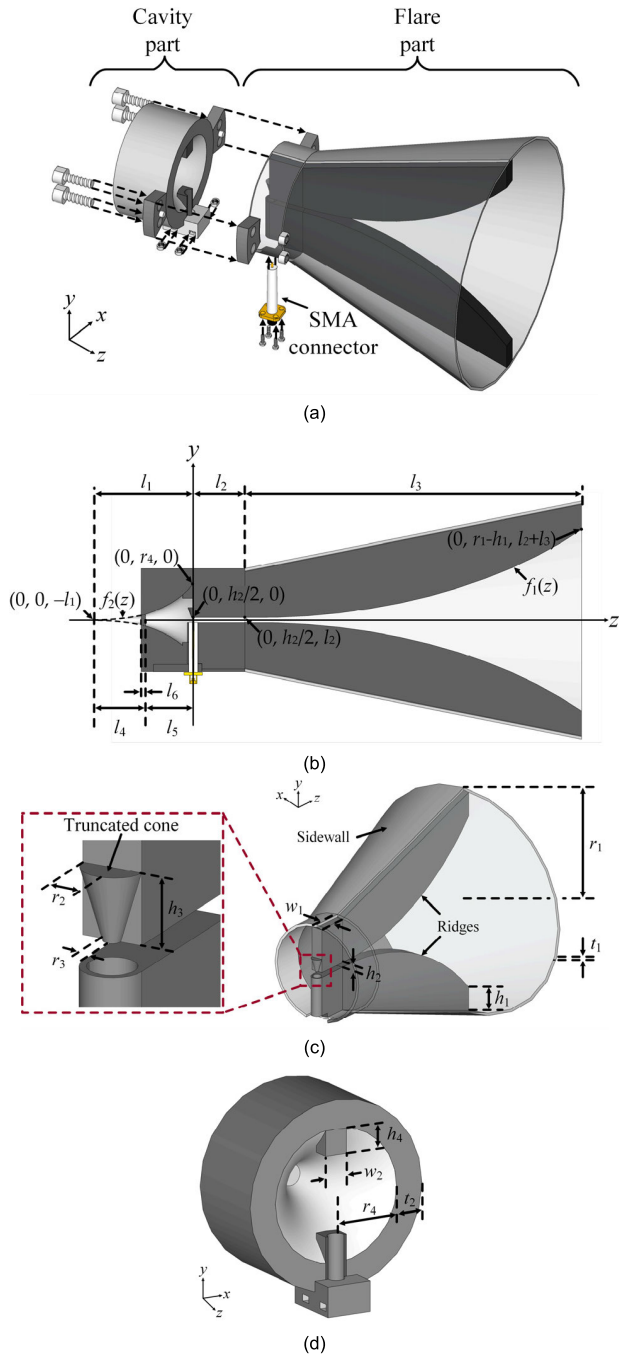 Cavity part
Flare part
y
x
z
SMA connector
(a)
y
l1 l2 l3
(0, r4, 0)
(0, r1-h1, l2+l3)
(0, 0, −l1)
f2(z)
(0, h2/2, 0)
f1(z)
z
(0, h2/2, l2)
l6
l4 l5
(b)
Truncated cone
r2
h3
r3
y
x z
Sidewall
r1
w1
Ridges
t1
h2
h1
(c)
h4
w2
r4 t2
y
x
z
(d)